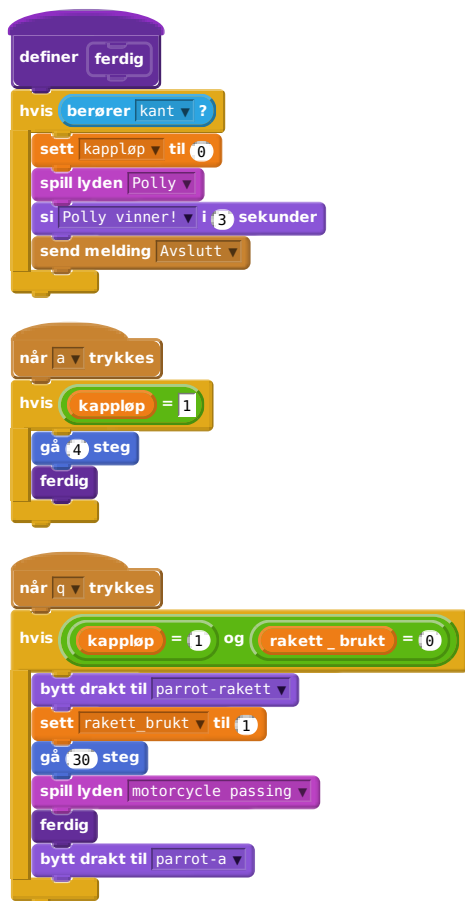 definer ferdig
hvis berører kant ?
sett kappløp til 0
spill lyden Polly
si Polly vinner! i 3 sekunder
send melding Avslutt
når a trykkes
hvis kappløp = 1
gå 4 steg
ferdig
når q trykkes
hvis kappløp = 1 og rakett _ brukt = 0
bytt drakt til parrot-rakett
sett rakett_brukt til 1
gå 30 steg
spill lyden motorcycle passing
ferdig
bytt drakt til parrot-a